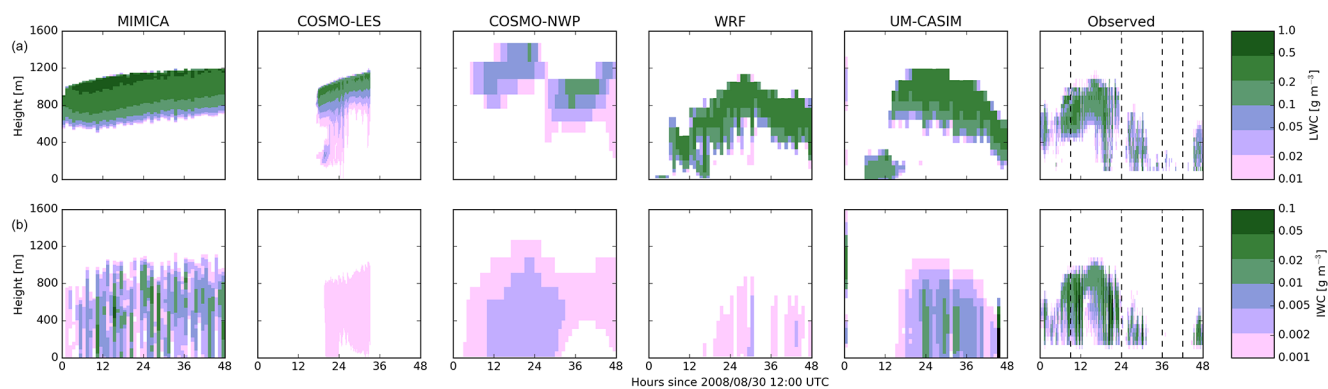 MIMICA COSMO-LES COSMO-NWP WRF UM-CASIM Observed
(a)
1600
1200
800
400
0
Height [m]
1.0
0.5
0.2
0.1
0.05
0.02
0.01
LWC [g m⁻³]
(b)
1600
1200
800
400
0
Height [m]
0 12 24 36 48 0 12 24 36 48 0 12 24 36 48 0 12 24 36 48 0 12 24 36 48 0 12 24 36 48
Hours since 2008/08/30 12:00 UTC
0.1
0.05
0.02
0.01
0.005
0.002
0.001
IWC [g m⁻³]